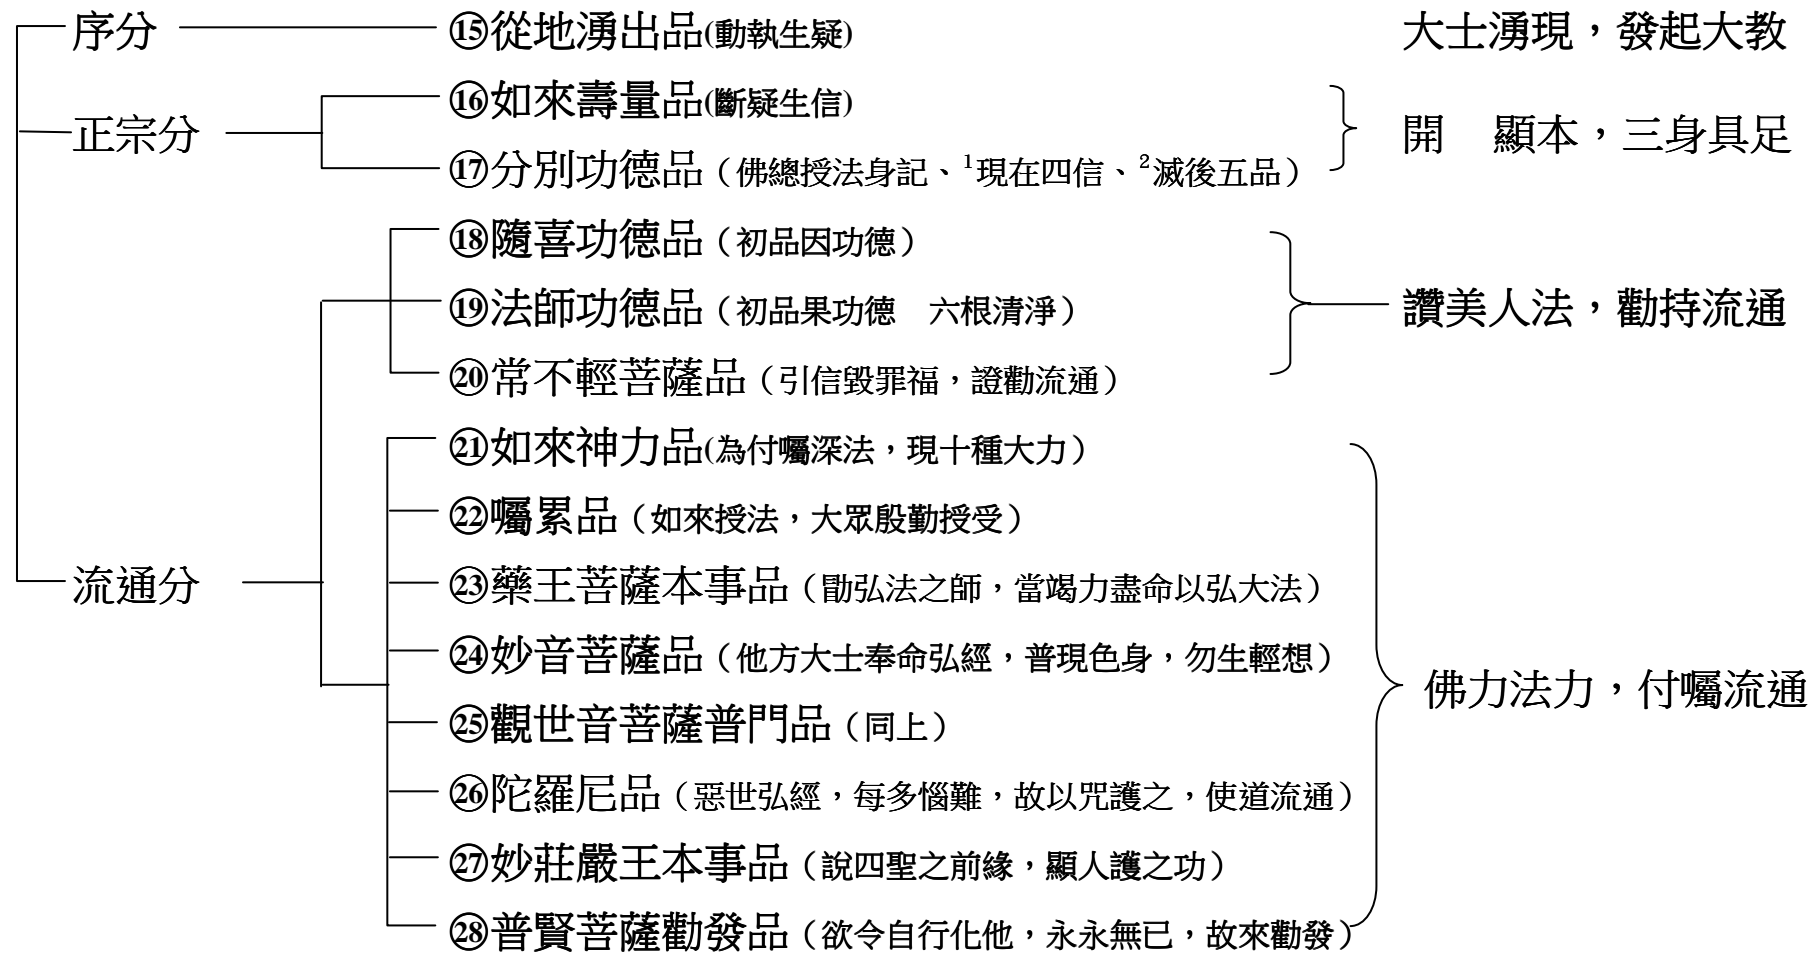 序分 ⑮從地湧出品(動執生疑) 大士湧現，發起大教
⑯如來壽量品(斷疑生信)
正宗分 開　顯本，三身具足
⑰分別功德品（佛總授法身記、1現在四信、2滅後五品）
⑱隨喜功德品（初品因功德）
⑲法師功德品（初品果功德　六根清淨） 讚美人法，勸持流通
⑳常不輕菩薩品（引信毀罪福，證勸流通）
㉑如來神力品(為付囑深法，現十種大力）
㉒囑累品（如來授法，大眾殷勤授受）
流通分 ㉓藥王菩薩本事品（勖弘法之師，當竭力盡命以弘大法）
㉔妙音菩薩品（他方大士奉命弘經，普現色身，勿生輕想）
佛力法力，付囑流通
㉕觀世音菩薩普門品（同上）
㉖陀羅尼品（惡世弘經，每多惱難，故以咒護之，使道流通）
㉗妙莊嚴王本事品（說四聖之前緣，顯人護之功）
㉘普賢菩薩勸發品（欲令自行化他，永永無已，故來勸發）